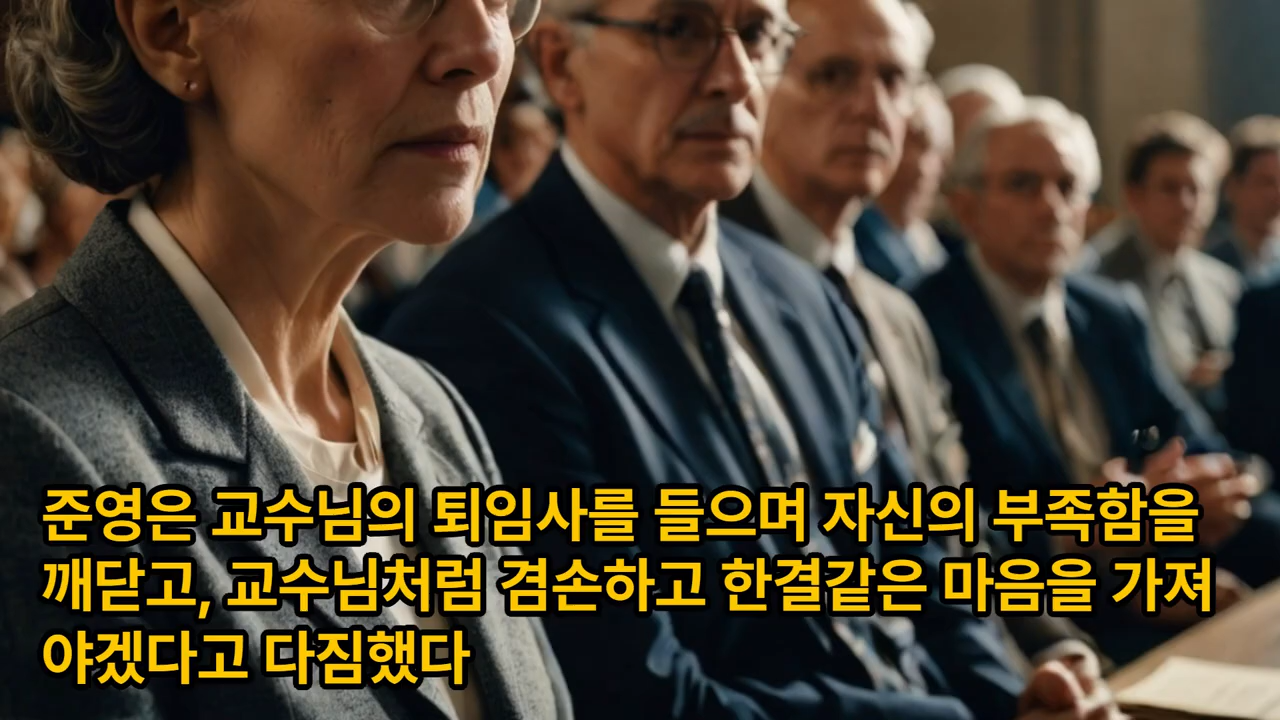 준영은 교수님의 퇴임사를 들으며 자신의 부족함을
깨닫고, 교수님처럼 겸손하고 한결같은 마음을 가져
야겠다고 다짐했다